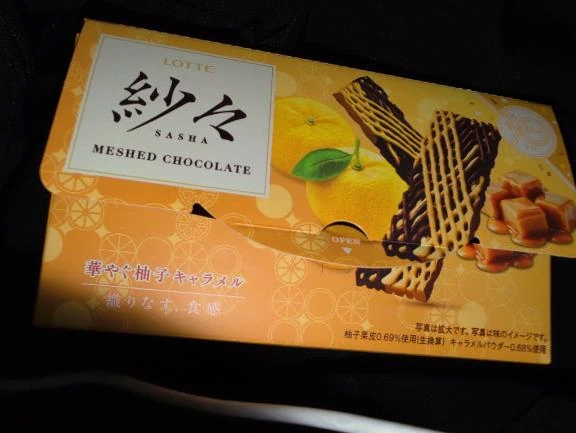 LOTTE
紗々
SASHA
MESHED CHOCOLATE
OPEN
華やぐ柚子キャラメル
織りなす、食感
写真は拡大です。写真は味のイメージです。
柚子果皮0.69%使用(生換算) キャラメルパウダー0.68%使用